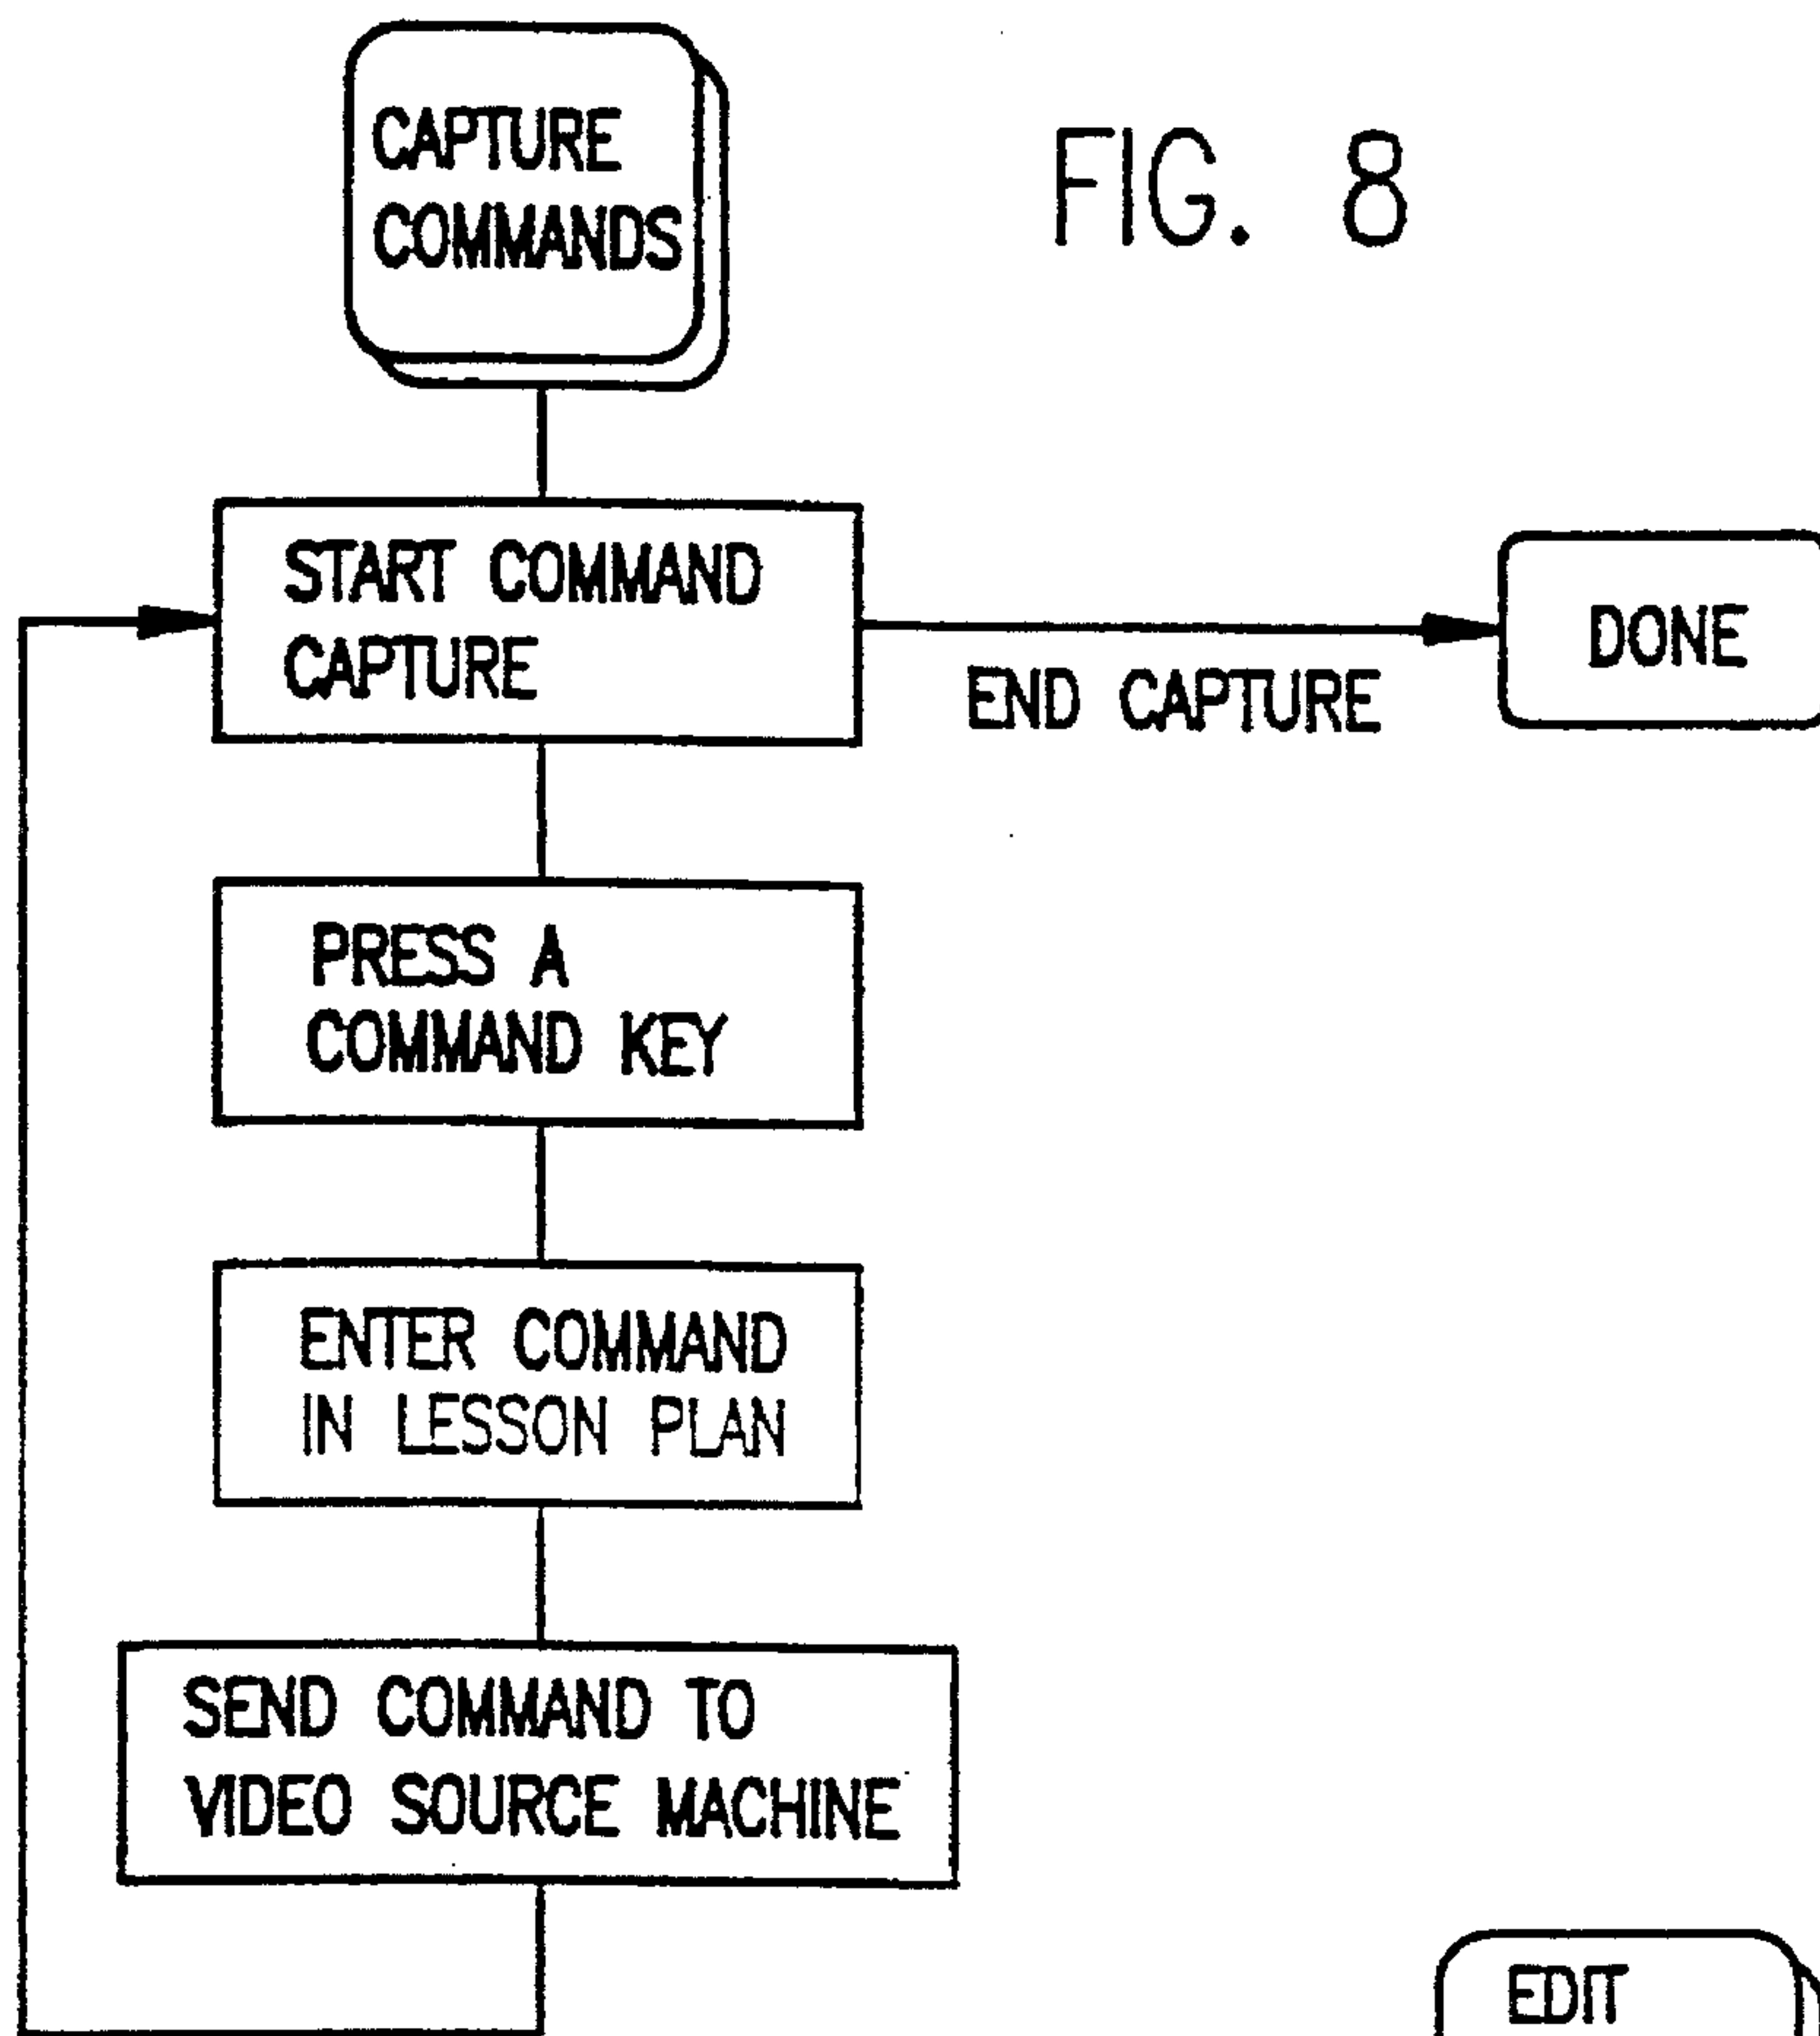 CAPTURE
COMMANDS
FIG. 8
START COMMAND
CAPTURE
END CAPTURE
DONE
PRESS A
COMMAND KEY
ENTER COMMAND
IN LESSON PLAN
SEND COMMAND TO
VIDEO SOURCE MACHINE
EDIT